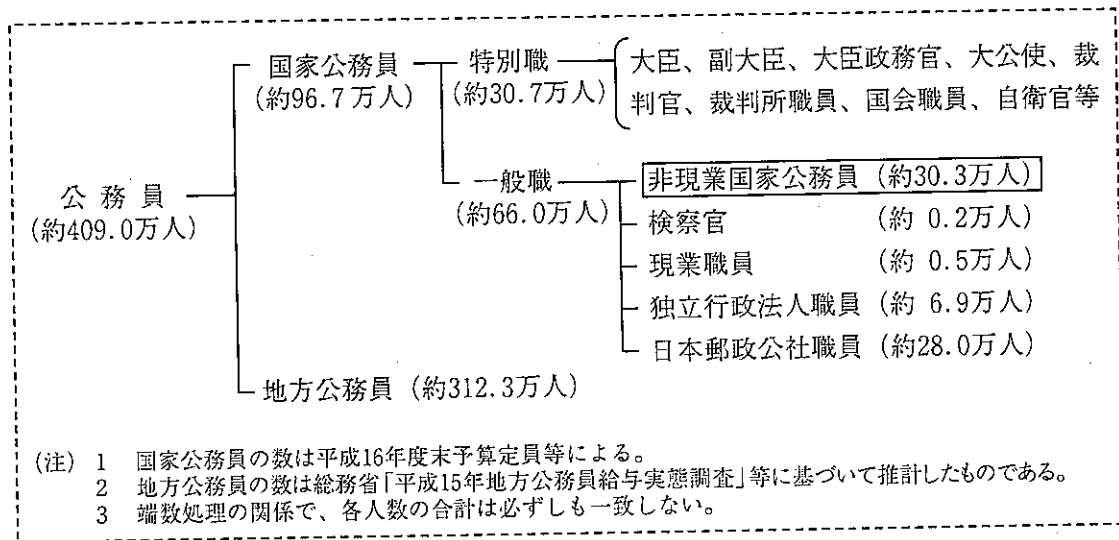 国家公務員
(約96.7万人)
特別職
(約30.7万人)
大臣、副大臣、大臣政務官、大公使、裁
判官、裁判所職員、国会職員、自衛官等
公務員
(約409.0万人)
一般職
(約66.0万人)
非現業国家公務員 (約30.3万人)
検察官 (約 0.2万人)
現業職員 (約 0.5万人)
独立行政法人職員 (約 6.9万人)
日本郵政公社職員 (約28.0万人)
地方公務員 (約312.3万人)
(注) 1 国家公務員の数は平成16年度末予算定員等による。
2 地方公務員の数は総務省「平成15年地方公務員給与実態調査」等に基づいて推計したものである。
3 端数処理の関係で、各人数の合計は必ずしも一致しない。